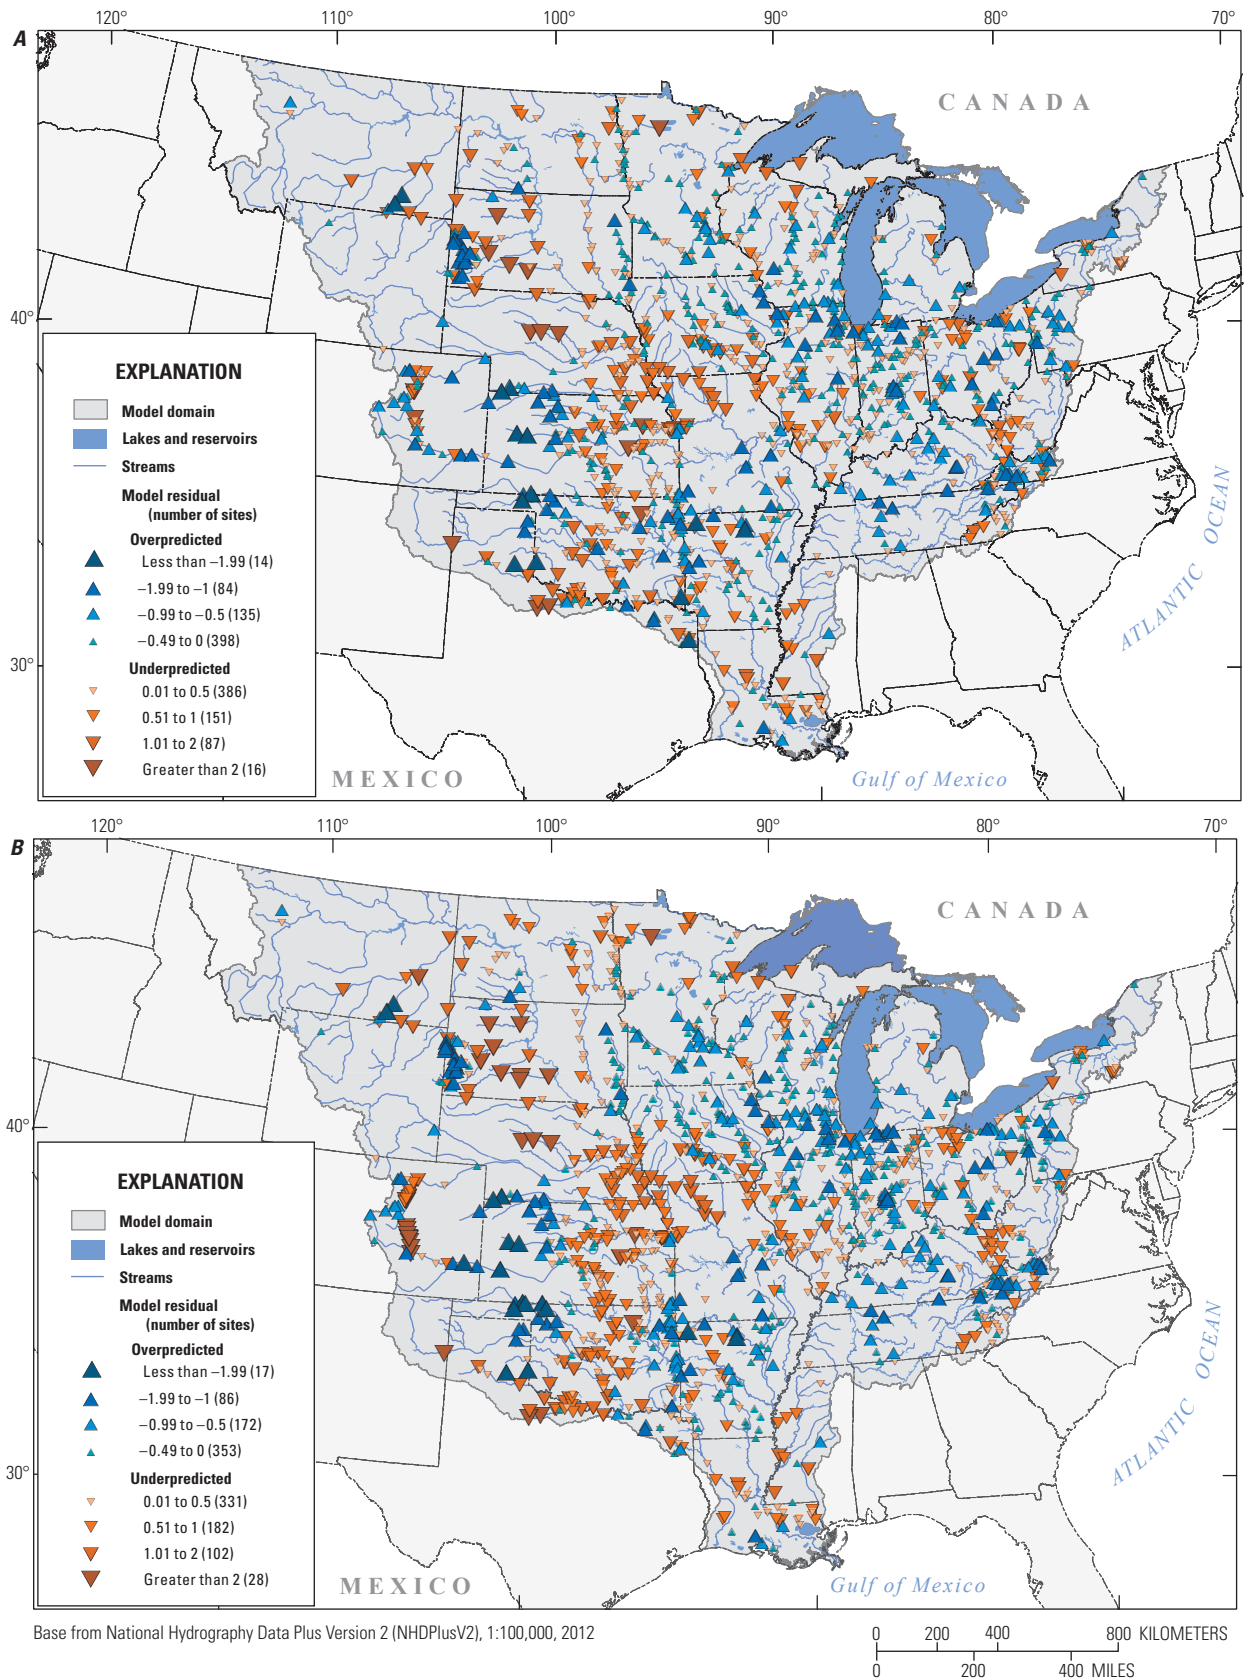 A
120°
110°
100°
90°
80°
70°
CANADA
40°
30°
EXPLANATION
Model domain
Lakes and reservoirs
Streams
Model residual
(number of sites)
Overpredicted
Less than –1.99 (14)
–1.99 to –1 (84)
–0.99 to –0.5 (135)
–0.49 to 0 (398)
Underpredicted
0.01 to 0.5 (386)
0.51 to 1 (151)
1.01 to 2 (87)
Greater than 2 (16)
ATLANTIC OCEAN
MEXICO
Gulf of Mexico
B
120°
110°
100°
90°
80°
70°
CANADA
40°
30°
EXPLANATION
Model domain
Lakes and reservoirs
Streams
Model residual
(number of sites)
Overpredicted
Less than –1.99 (17)
–1.99 to –1 (86)
–0.99 to –0.5 (172)
–0.49 to 0 (353)
Underpredicted
0.01 to 0.5 (331)
0.51 to 1 (182)
1.01 to 2 (102)
Greater than 2 (28)
ATLANTIC OCEAN
MEXICO
Gulf of Mexico
Base from National Hydrography Data Plus Version 2 (NHDPlusV2), 1:100,000, 2012
0 200 400 800 KILOMETERS
0 200 400 MILES